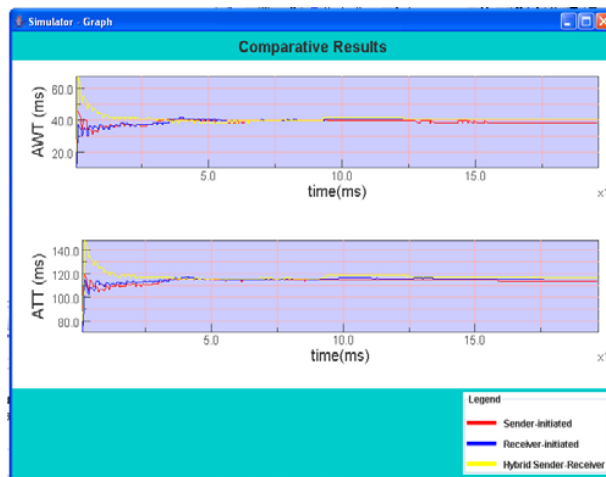 Simulator - Graph
Comparative Results
AWT (ms)
60.0
40.0
20.0
5.0
10.0
15.0
time(ms)
ATT (ms)
140.0
120.0
100.0
80.0
5.0
10.0
15.0
time(ms)
Legend
Sender-initiated
Receiver-initiated
Hybrid Sender-Receiver